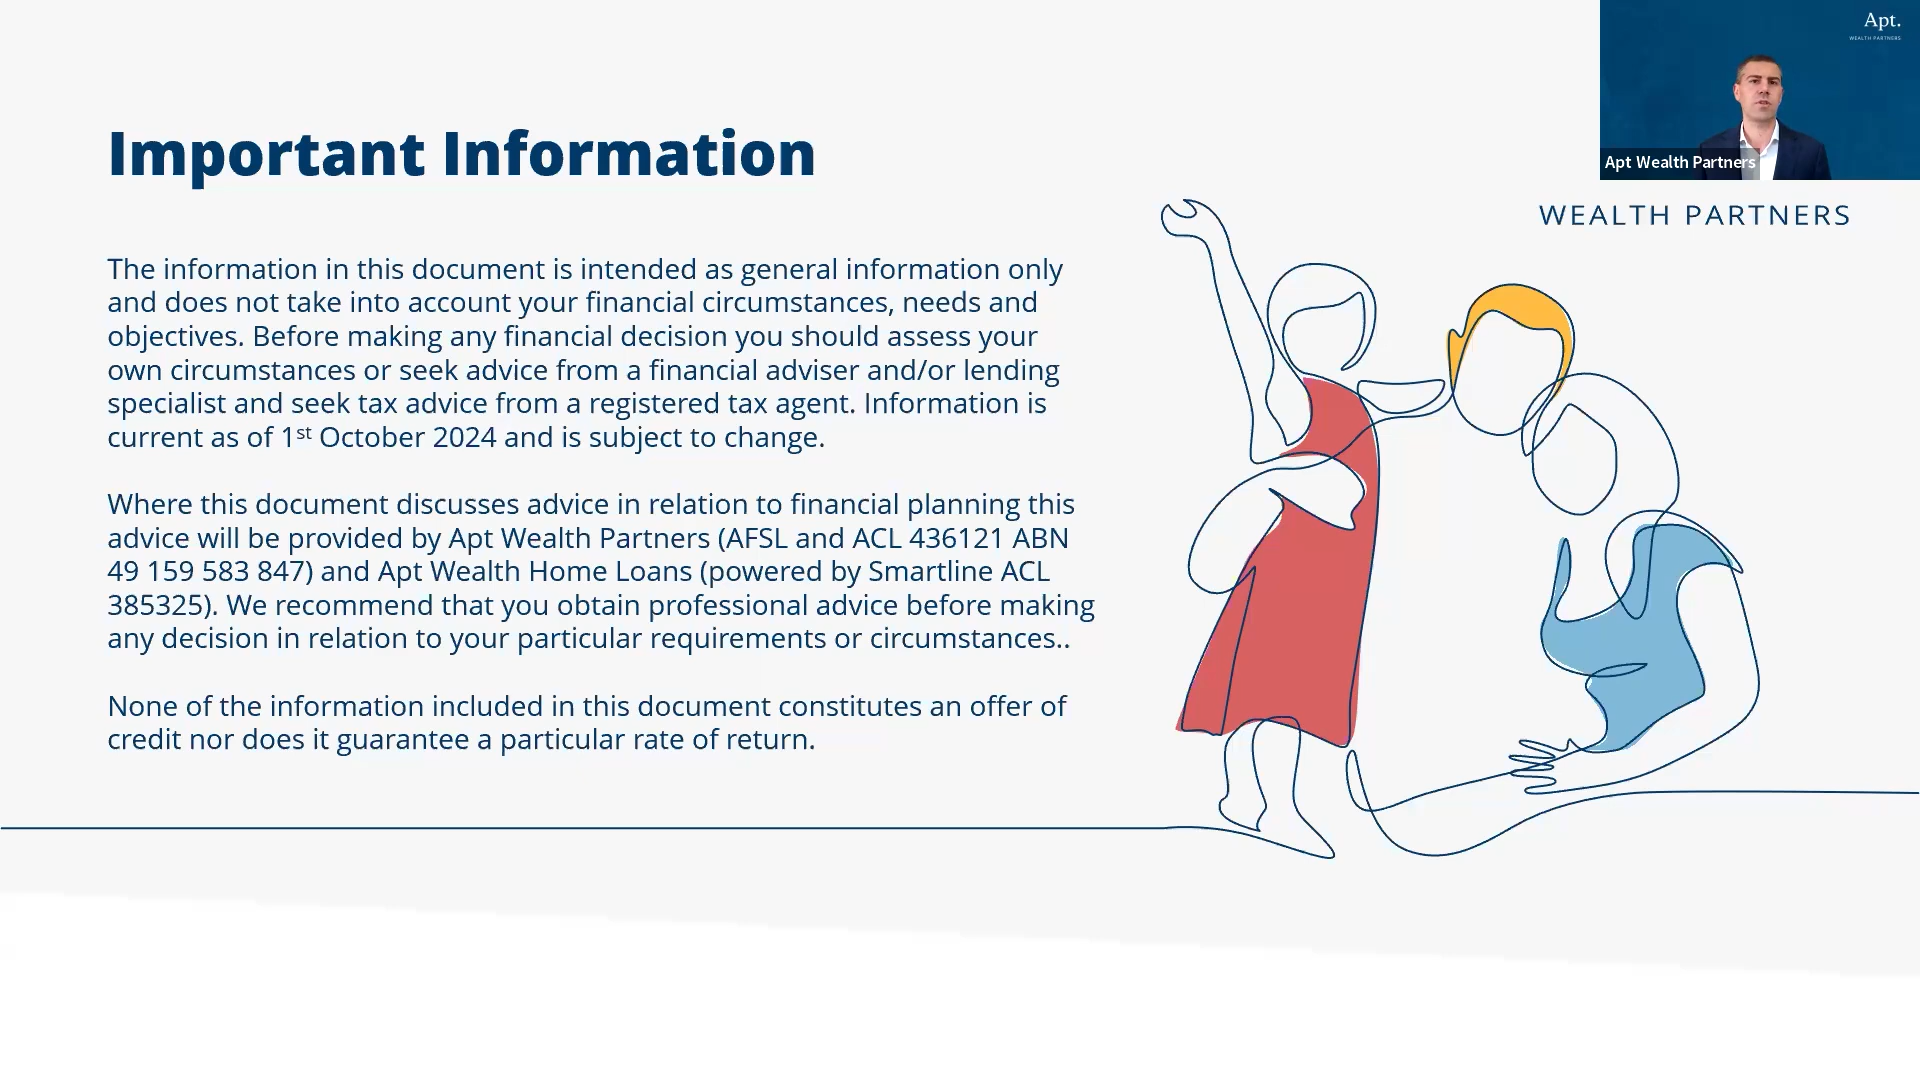 Apt.
WEALTH PARTNERS
Apt Wealth Partners
WEALTH PARTNERS
Important Information
The information in this document is intended as general information only
and does not take into account your financial circumstances, needs and
objectives. Before making any financial decision you should assess your
own circumstances or seek advice from a financial adviser and/or lending
specialist and seek tax advice from a registered tax agent. Information is
current as of 1st October 2024 and is subject to change.
Where this document discusses advice in relation to financial planning this
advice will be provided by Apt Wealth Partners (AFSL and ACL 436121 ABN
49 159 583 847) and Apt Wealth Home Loans (powered by Smartline ACL
385325). We recommend that you obtain professional advice before making
any decision in relation to your particular requirements or circumstances..
None of the information included in this document constitutes an offer of
credit nor does it guarantee a particular rate of return.